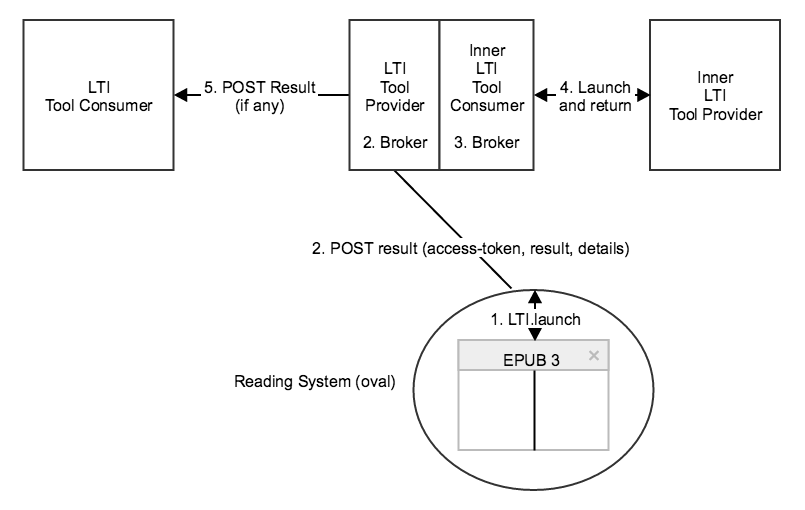 LTI
Tool Consumer
5. POST Result
(if any)
LTI
Tool
Provider
2. Broker
Inner
LTI
Tool
Consumer
3. Broker
4. Launch
and return
Inner
LTI
Tool Provider
2. POST result (access-token, result, details)
1. LTI.launch
EPUB 3 ×
Reading System (oval)